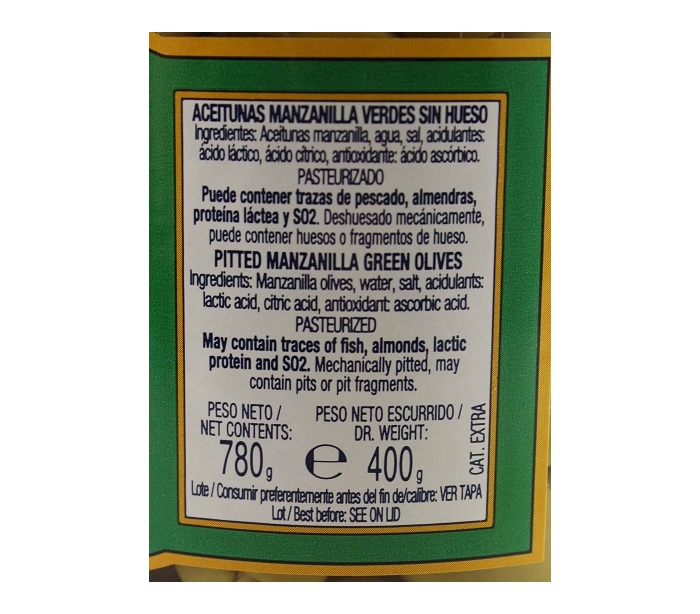 ACEITUNAS MANZANILLA VERDES SIN HUESO
Ingredientes: Aceitunas manzanilla, agua, sal, acidulantes:
ácido láctico, ácido cítrico, antioxidante: ácido ascórbico.
PASTEURIZADO
Puede contener trazas de pescado, almendras,
proteína láctea y SO2. Deshuesado mecánicamente,
puede contener huesos o fragmentos de hueso.
PITTED MANZANILLA GREEN OLIVES
Ingredients: Manzanilla olives, water, salt, acidulants:
lactic acid, citric acid, antioxidant: ascorbic acid.
PASTEURIZED
May contain traces of fish, almonds, lactic
protein and SO2. Mechanically pitted, may
contain pits or pit fragments.
PESO NETO /
NET CONTENTS:
780g
e
PESO NETO ESCURRIDO /
DR. WEIGHT:
400g
CAT. EXTRA
Lote / Consumir preferentemente antes del fin de/calibre: VER TAPA
Lot / Best before: SEE ON LID